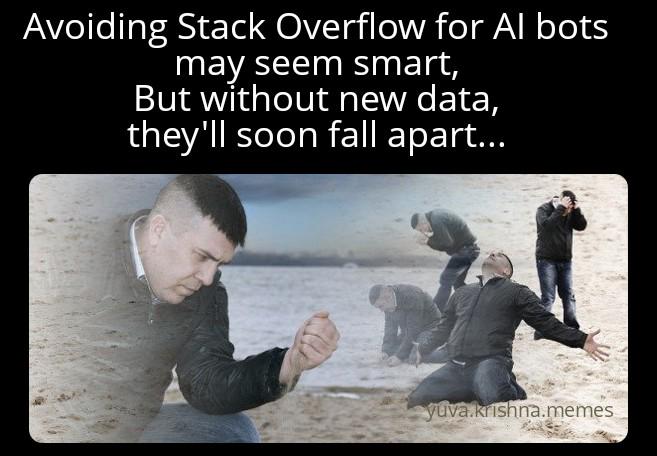 Avoiding Stack Overflow for AI bots
may seem smart,
But without new data,
they'll soon fall apart...
yuva.krishna.memes